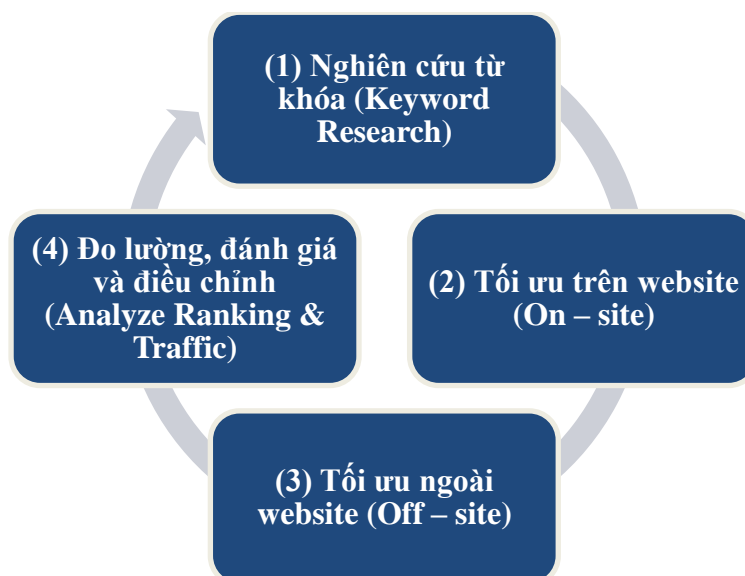 (1) Nghiên cứu từ
khóa (Keyword
Research)
(2) Tối ưu trên website
(On – site)
(3) Tối ưu ngoài
website (Off – site)
(4) Đo lường, đánh giá
và điều chỉnh
(Analyze Ranking &
Traffic)